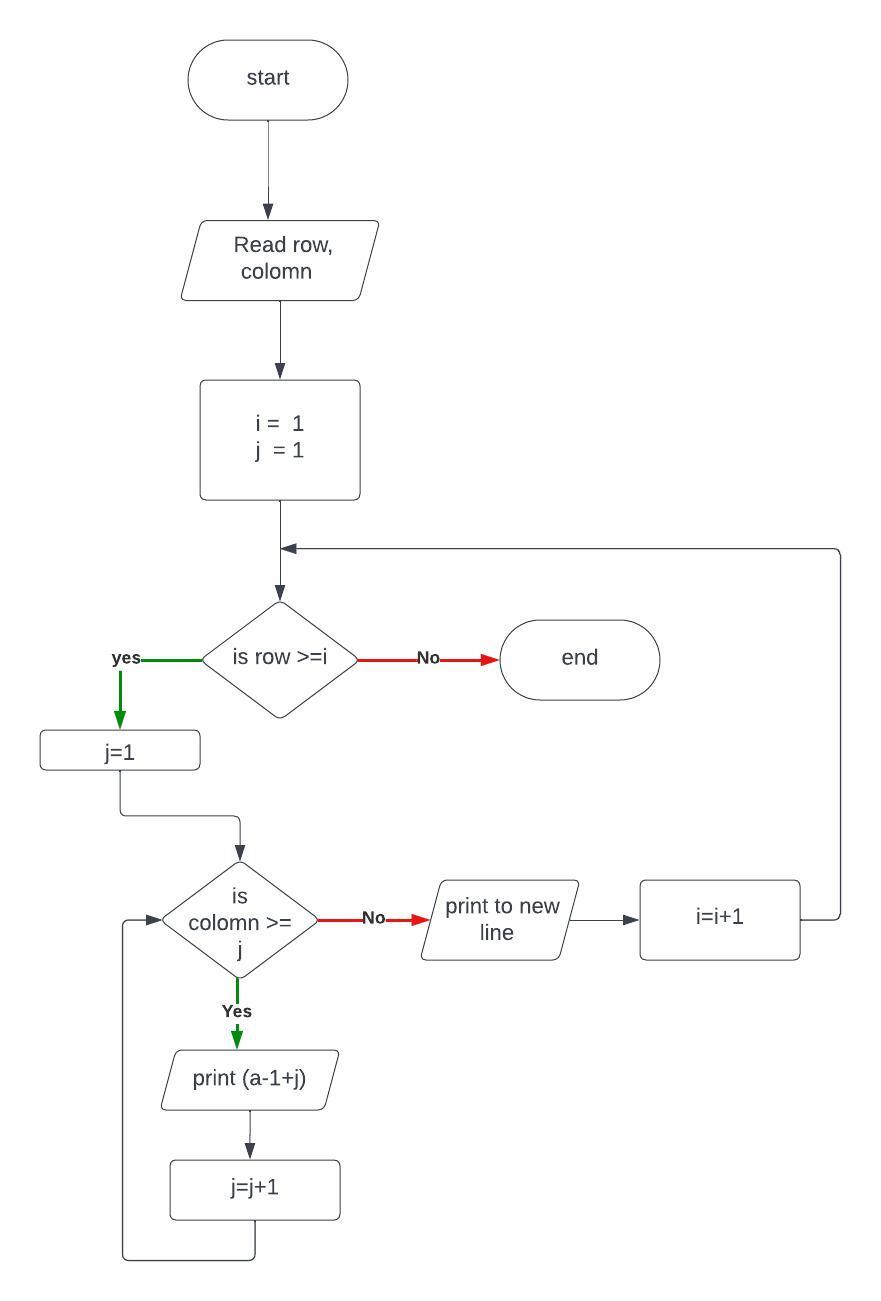 start
Read row,
colomn
i = 1
j = 1
is row >=i
yes
No
end
j=1
is
colomn >=
j
No
print to new
line
i=i+1
Yes
print (a-1+j)
j=j+1